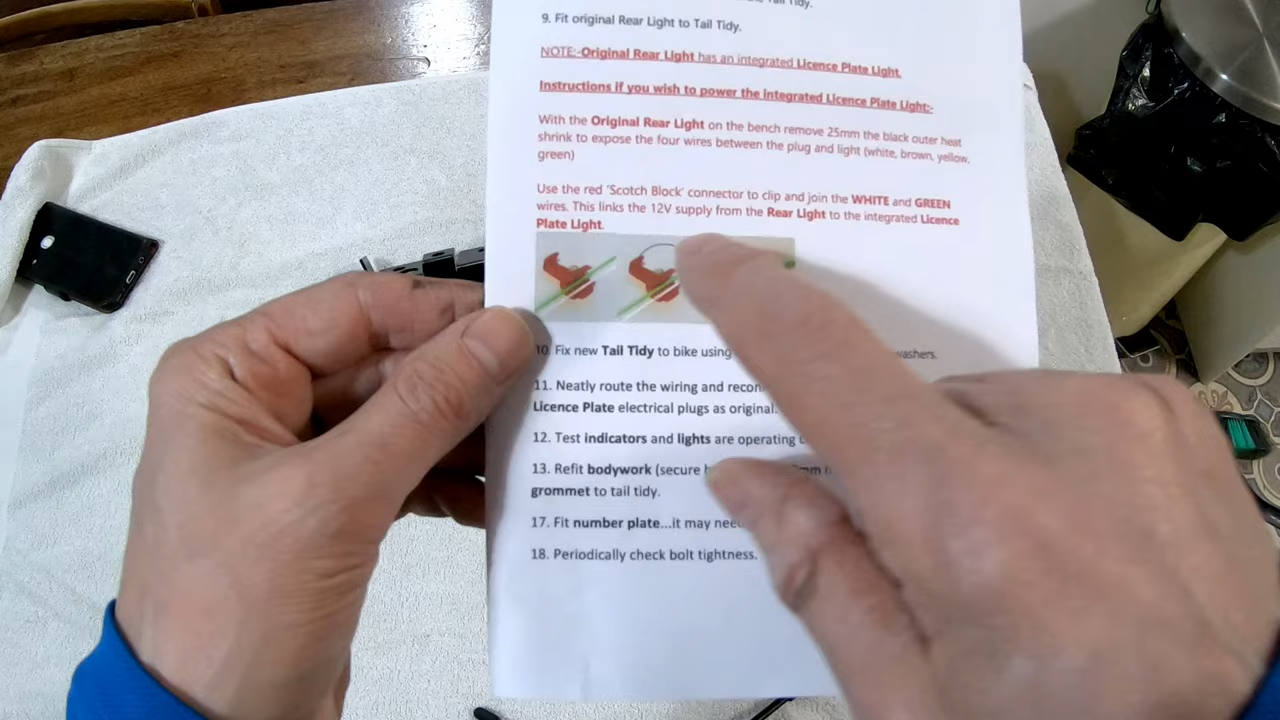 Tidy.
9. Fit original Rear Light to Tail Tidy.
NOTE:-Original Rear Light has an integrated Licence Plate Light.
Instructions if you wish to power the integrated Licence Plate Light:-
With the Original Rear Light on the bench remove 25mm the black outer heat
shrink to expose the four wires between the plug and light (white, brown, yellow,
green)
Use the red 'Scotch Block' connector to clip and join the WHITE and GREEN
wires. This links the 12V supply from the Rear Light to the integrated Licence
Plate Light.
10. Fix new Tail Tidy to bike using washers.
11. Neatly route the wiring and
Licence Plate electrical plugs as original.
12. Test indicators and lights are operating
13. Refit bodywork (secure
grommet to tail tidy.
17. Fit number plate...it may
18. Periodically check bolt tightness.